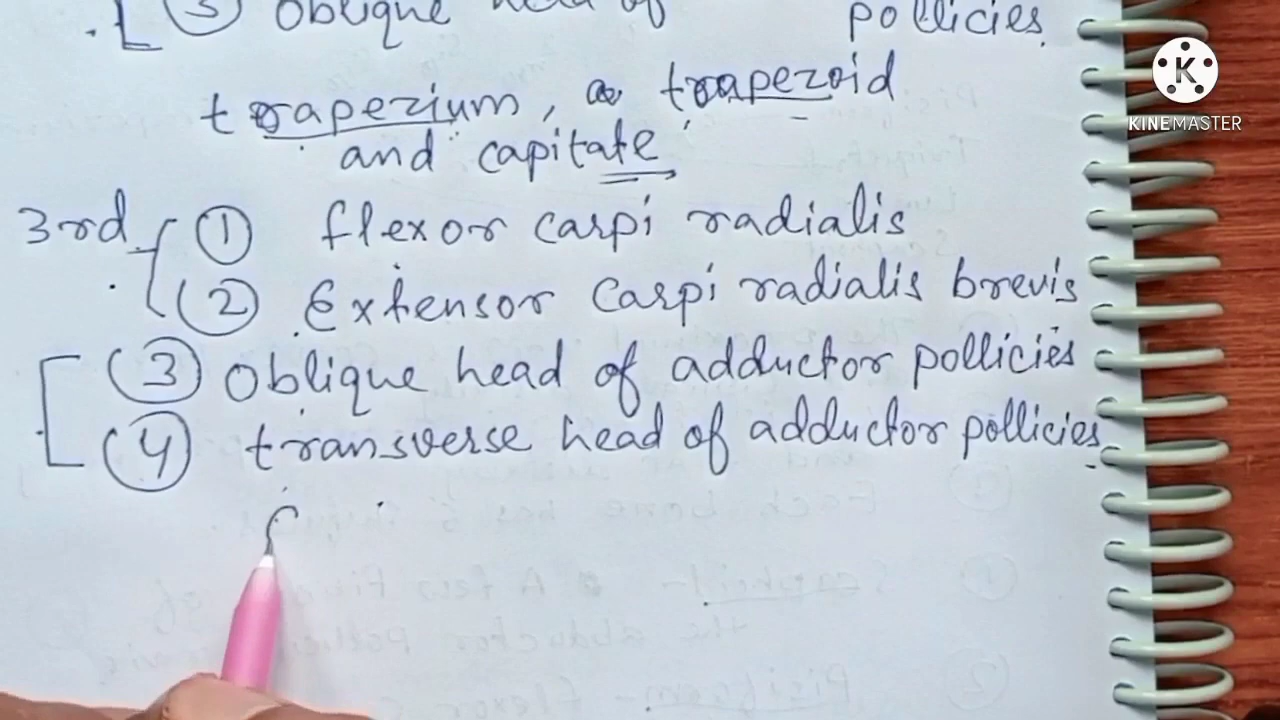 ③ Oblique head of pollicies
trapezium, trapezoid
and capitate
3rd ① flexor carpi radialis
② Extensor carpi radialis brevis
③ Oblique head of adductor pollicies
④ transverse head of adductor pollicies
C
K
KINEMASTER